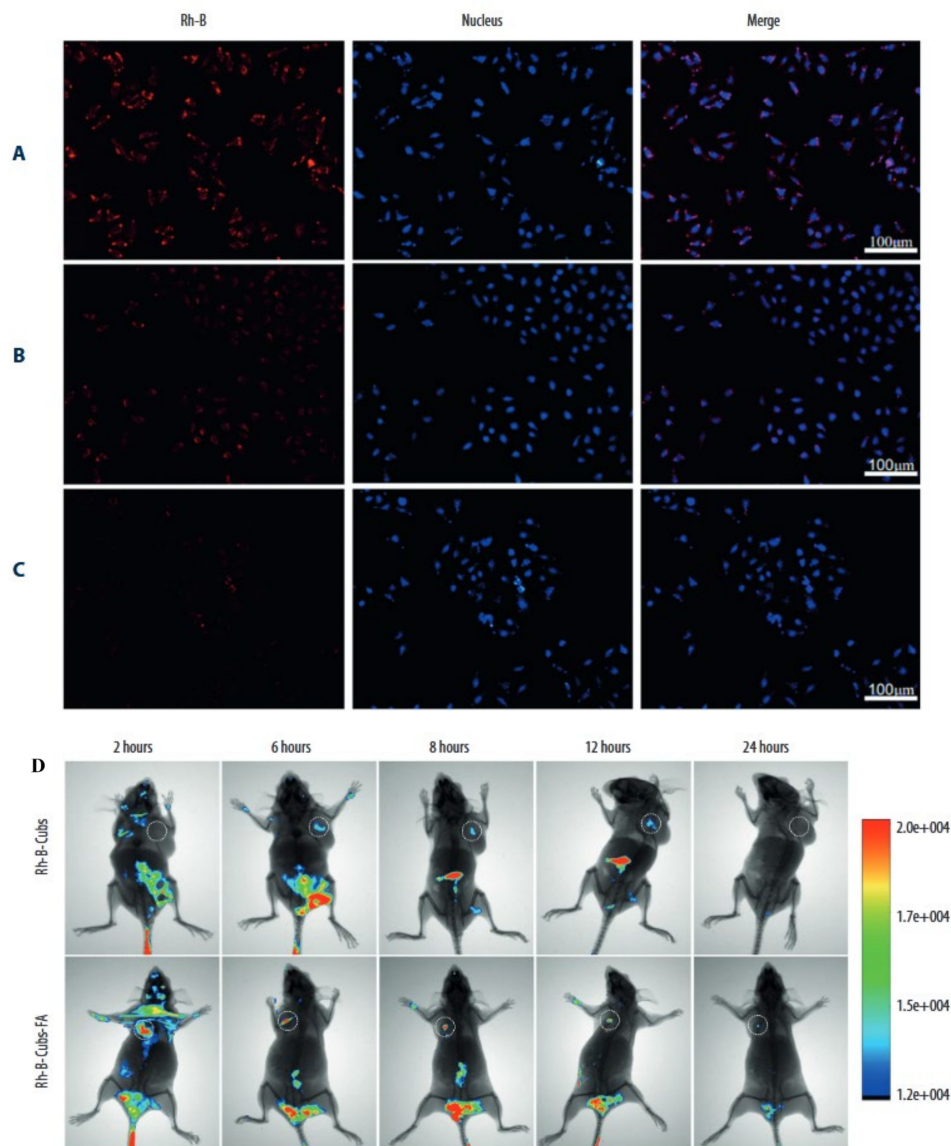 Rh-B Nucleus Merge
A
100µm
B
100µm
C
100µm
D
2 hours 6 hours 8 hours 12 hours 24 hours
Rh-B-Cubs
Rh-B-Cubs-FA
2.0e+004
1.7e+004
1.5e+004
1.2e+004